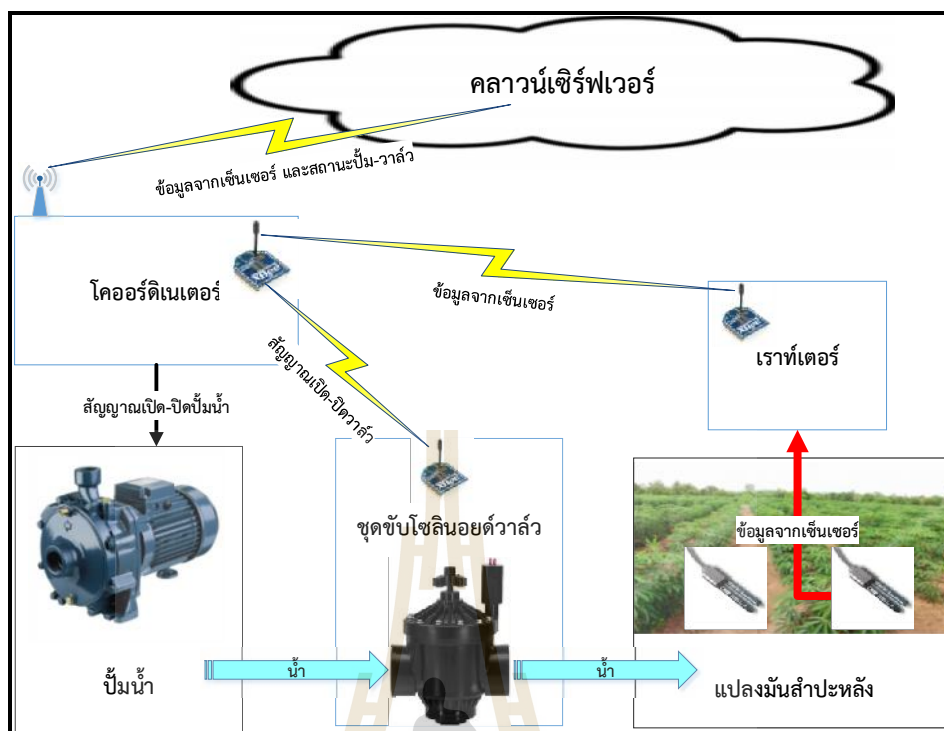 คลาวน์เซิร์ฟเวอร์
ข้อมูลจากเซ็นเซอร์ และสถานะปั้ม-วาล์ว
โคออร์ดิเนเตอร์
ข้อมูลจากเซ็นเซอร์
เราท์เตอร์
สัญญาณเปิด-ปิดวาล์ว
สัญญาณเปิด-ปิดปั้มน้ำ
ชุดขับโซลินอยด์วาล์ว
ข้อมูลจากเซ็นเซอร์
น้ำ
น้ำ
ปั้มน้ำ
แปลงมันสำปะหลัง